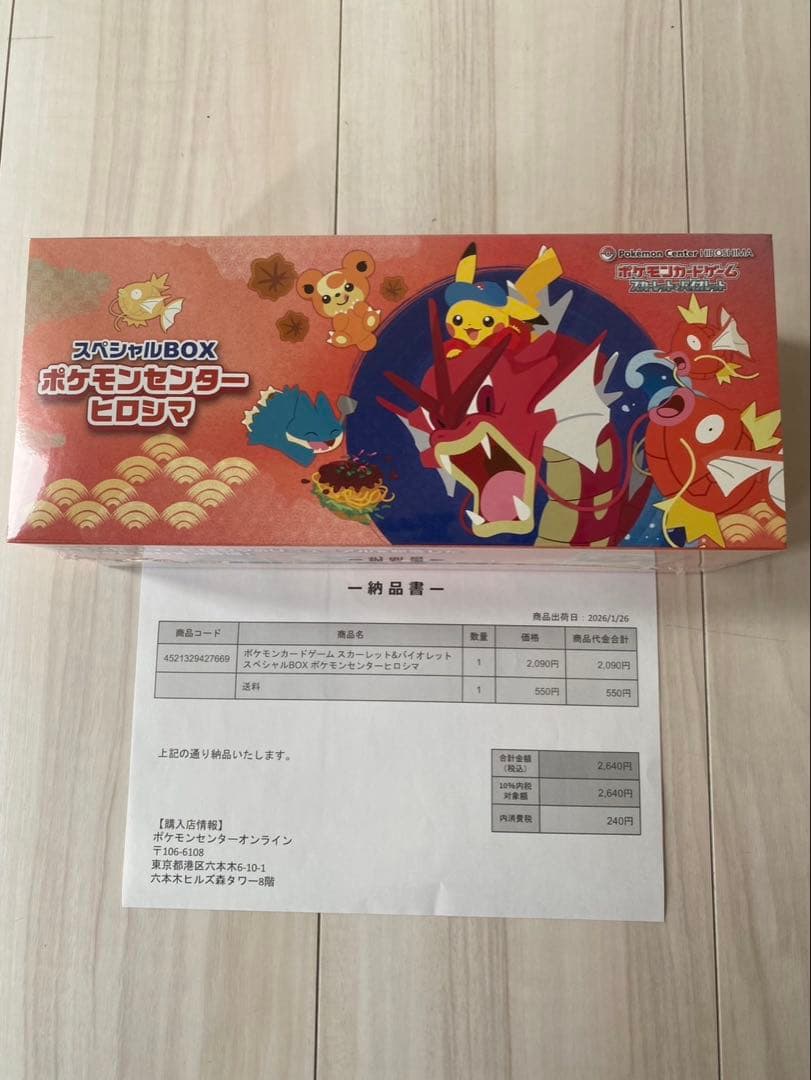 Pokémon Center HIROSHIMA
ポケモンカードゲーム
スカーレット&バイオレット
スペシャルBOX
ポケモンセンター
ヒロシマ
ー納品書ー
商品出荷日：2026/1/26
商品コード 商品名 数量 価格 商品代金合計
4521329427669 ポケモンカードゲーム スカーレット&バイオレット 1 2,090円 2,090円
スペシャルBOX ポケモンセンターヒロシマ
送料 1 550円 550円
上記の通り納品いたします。
合計金額
（税込） 2,640円
10%内税
対象額 2,640円
内消費税 240円
【購入店情報】
ポケモンセンターオンライン
〒106-6108
東京都港区六本木6-10-1
六本木ヒルズ森タワー8階